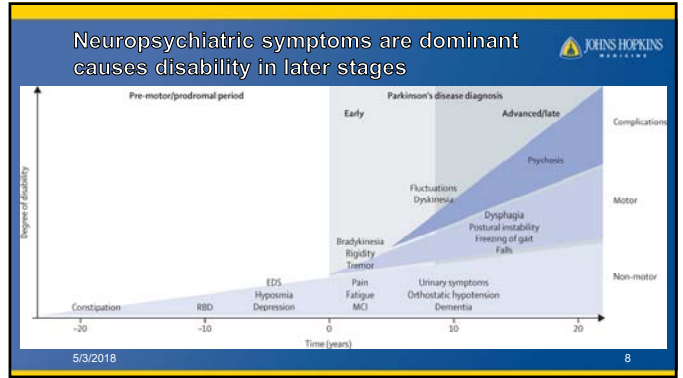 Neuropsychiatric symptoms are dominant
causes disability in later stages
JOHNS HOPKINS
MEDICINE
Pre-motor/prodromal period
Parkinson's disease diagnosis
Early
Advanced/late
Complications
Psychosis
Fluctuations
Dyskinesia
Degree of disability
Motor
Dysphagia
Postural instability
Freezing of gait
Falls
Bradykinesia
Rigidity
Tremor
Non-motor
EDS
Hyposmia
Depression
Pain
Fatigue
MCI
Urinary symptoms
Orthostatic hypotension
Dementia
Constipation
RBD
–20
–10
0
10
20
Time (years)
5/3/2018
8